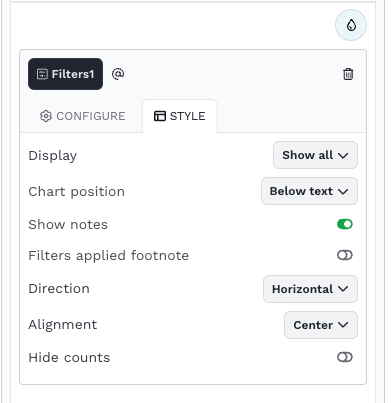 Filters1 @
CONFIGURE STYLE
Display Show all
Chart position Below text
Show notes
Filters applied footnote
Direction Horizontal
Alignment Center
Hide counts